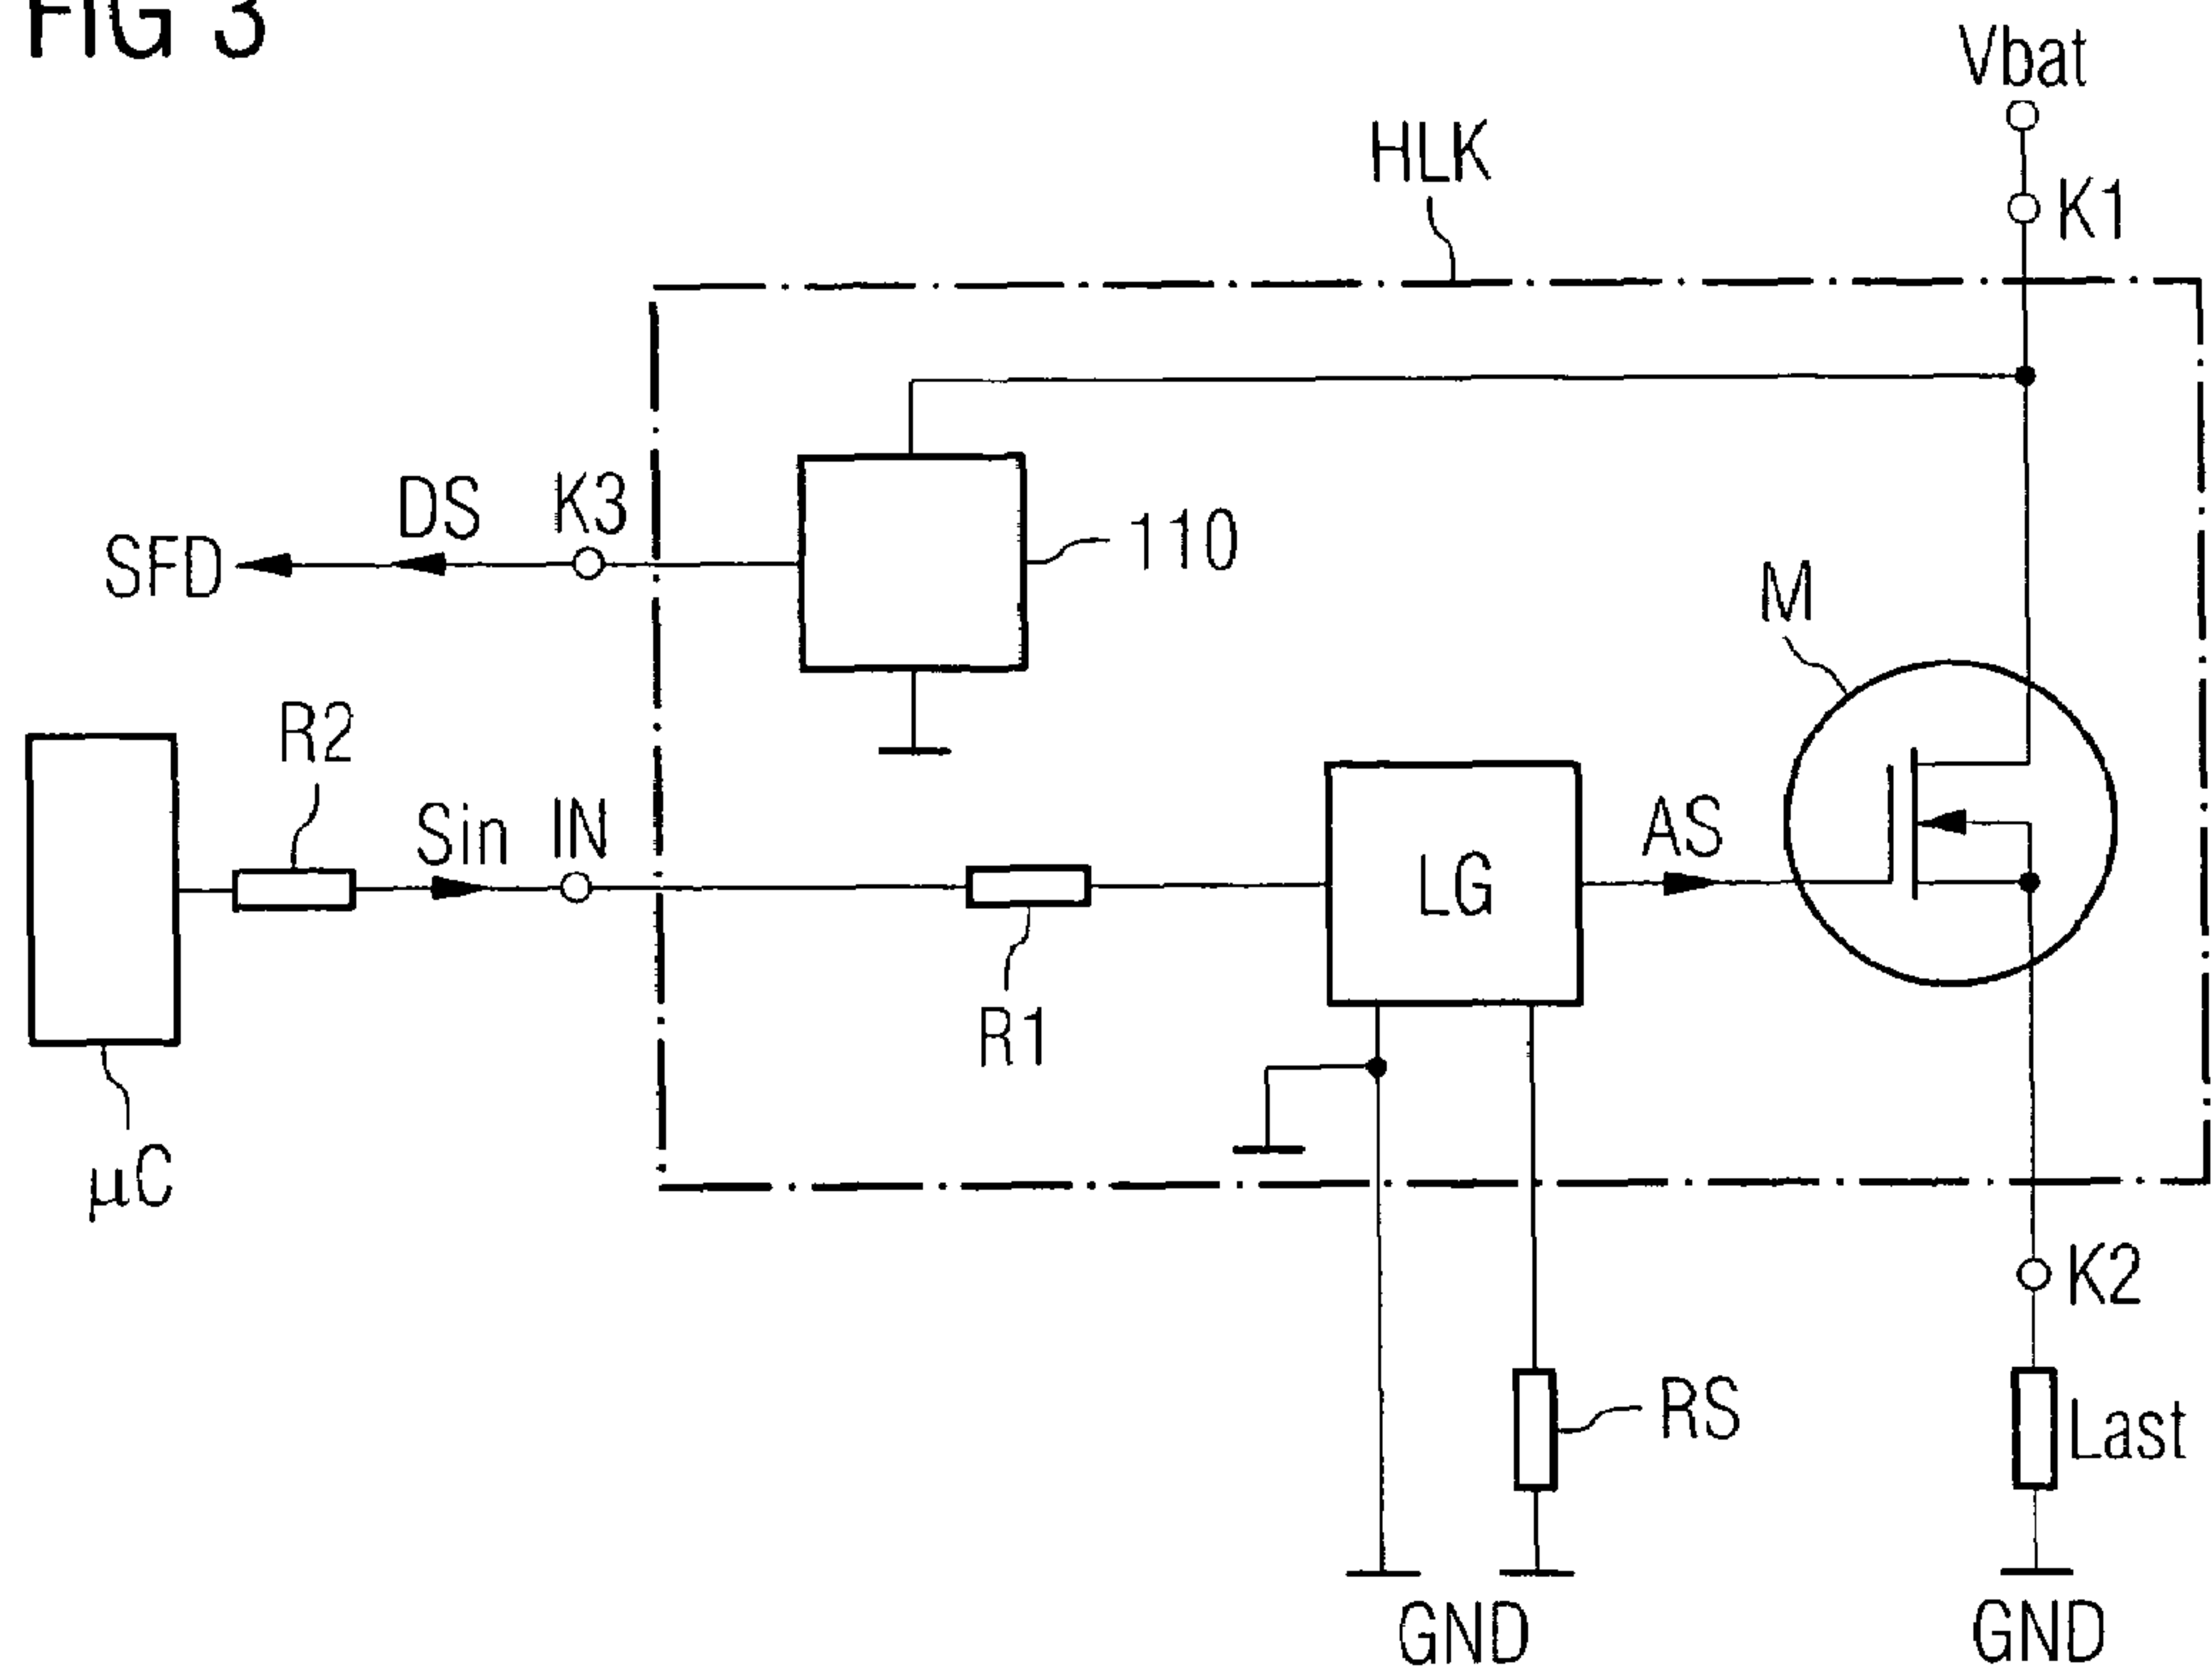 FIG 3
Vbat
HLK
K1
DS
K3
SFD
110
M
R2
Sin
IN
AS
LG
R1
µC
K2
RS
Last
GND
GND